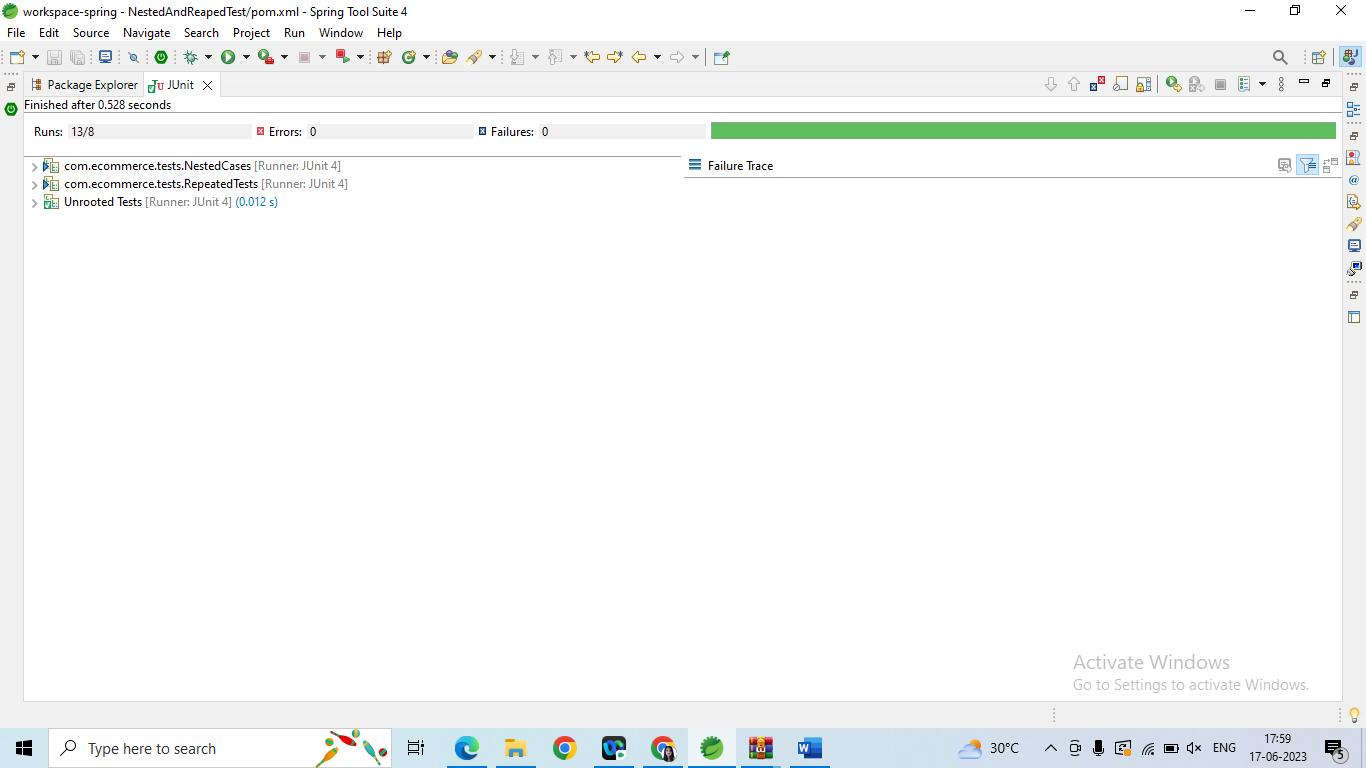 workspace-spring - NestedAndReapedTest/pom.xml - Spring Tool Suite 4
File Edit Source Navigate Search Project Run Window Help
Package Explorer JUnit
Finished after 0.528 seconds
Runs: 13/8 Errors: 0 Failures: 0
com.ecommerce.tests.NestedCases [Runner: JUnit 4]
Failure Trace
com.ecommerce.tests.RepeatedTests [Runner: JUnit 4]
Unrooted Tests [Runner: JUnit 4] (0.012 s)
Activate Windows
Go to Settings to activate Windows.
Type here to search
30°C
ENG
17:59
17-06-2023
5